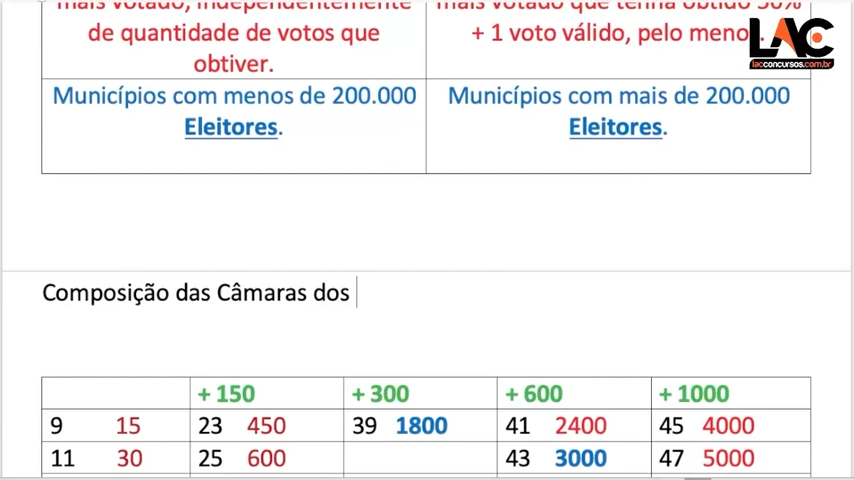 mais votado, independentemente
de quantidade de votos que
obtiver.
mais votado que tenha obtido 50%
+ 1 voto válido, pelo menos.
LAC
lacconcursos.com.br
Municípios com menos de 200.000
Eleitores.
Municípios com mais de 200.000
Eleitores.
Composição das Câmaras dos
+ 150 + 300 + 600 + 1000
9 15 23 450 39 1800 41 2400 45 4000
11 30 25 600 43 3000 47 5000